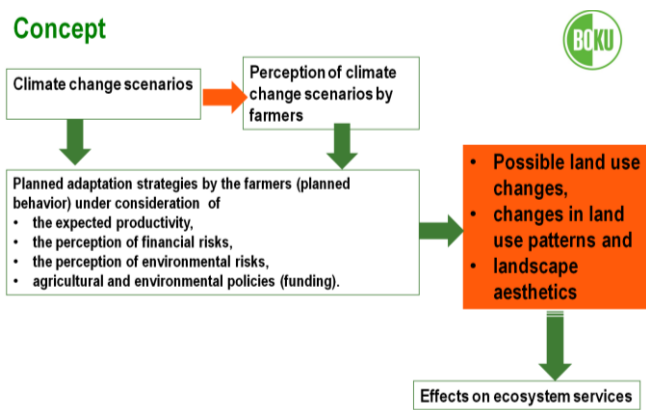 Concept
BOKU
Climate change scenarios
Perception of climate
change scenarios by
farmers
Planned adaptation strategies by the farmers (planned
behavior) under consideration of
• the expected productivity,
• the perception of financial risks,
• the perception of environmental risks,
• agricultural and environmental policies (funding).
• Possible land use
changes,
• changes in land
use patterns and
• landscape
aesthetics
Effects on ecosystem services